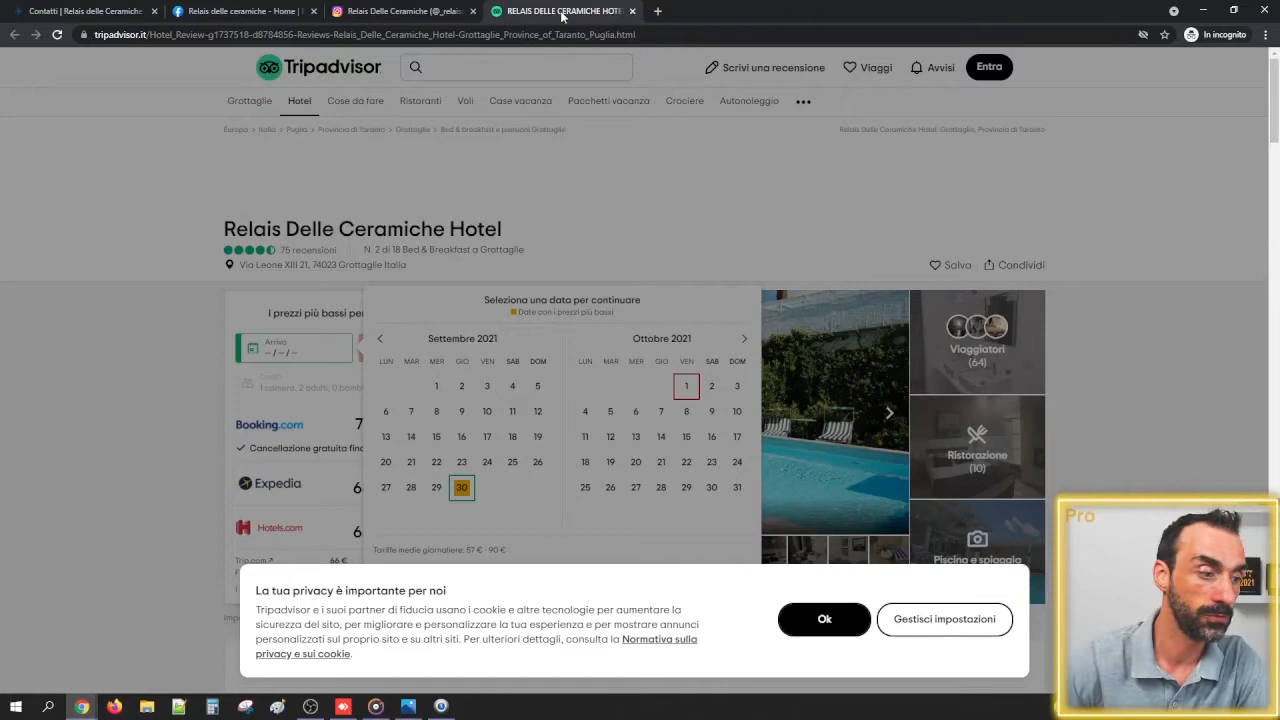 Contatti | Relais delle Ceramiche
Relais delle ceramiche - Home |
Relais Delle Ceramiche (@_relais
RELAIS DELLE CERAMICHE HOTE
tripadvisor.it/Hotel_Review-g1737518-d8784856-Reviews-Relais_Delle_Ceramiche_Hotel-Grottaglie_Province_of_Taranto_Puglia.html
In incognito
Tripadvisor
Scrivi una recensione
Viaggi
Avvisi
Entra
Grottaglie
Hotel
Cose da fare
Ristoranti
Voli
Case vacanza
Pacchetti vacanza
Crociere
Autonoleggio
Europa > Italia > Puglia > Provincia di Taranto > Grottaglie > Bed & breakfast e pensioni Grottaglie
Relais Delle Ceramiche Hotel: Grottaglie, Provincia di Taranto
Relais Delle Ceramiche Hotel
75 recensioni
N. 2 di 18 Bed & Breakfast a Grottaglie
Via Leone XIII 21, 74023 Grottaglie Italia
Salva
Condividi
I prezzi più bassi per
Arrivo
-- / -- / --
1 camera, 2 adulti, 0 bambi
Booking.com 7
Cancellazione gratuita fino
Expedia 6
Hotels.com 6
Trip.com 66 €
Seleziona una data per continuare
Date con i prezzi più bassi
Settembre 2021
LUN MAR MER GIO VEN SAB DOM
1 2 3 4 5
6 7 8 9 10 11 12
13 14 15 16 17 18 19
20 21 22 23 24 25 26
27 28 29 30
Ottobre 2021
LUN MAR MER GIO VEN SAB DOM
1 2 3
4 5 6 7 8 9 10
11 12 13 14 15 16 17
18 19 20 21 22 23 24
25 26 27 28 29 30 31
Tariffe medie giornaliere: 57 € - 90 €
Viaggiatori
(64)
Ristorazione
(10)
Piscina e spiaggia
La tua privacy è importante per noi
Tripadvisor e i suoi partner di fiducia usano i cookie e altre tecnologie per aumentare la
sicurezza del sito, per migliorare e personalizzare la tua esperienza e per mostrare annunci
personalizzati sul proprio sito e su altri siti. Per ulteriori dettagli, consulta la Normativa sulla
privacy e sui cookie.
Ok
Gestisci impostazioni
Pro
2021